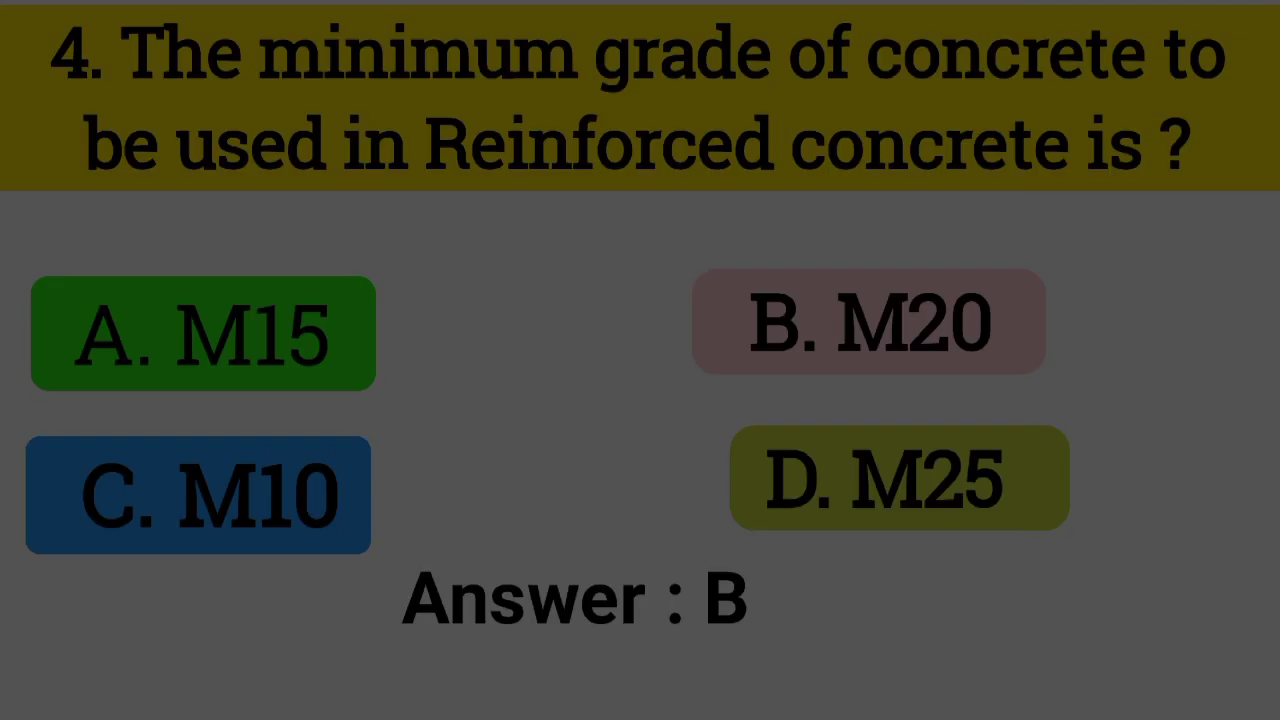 4. The minimum grade of concrete to
be used in Reinforced concrete is ?
A. M15
B. M20
C. M10
D. M25
Answer : B